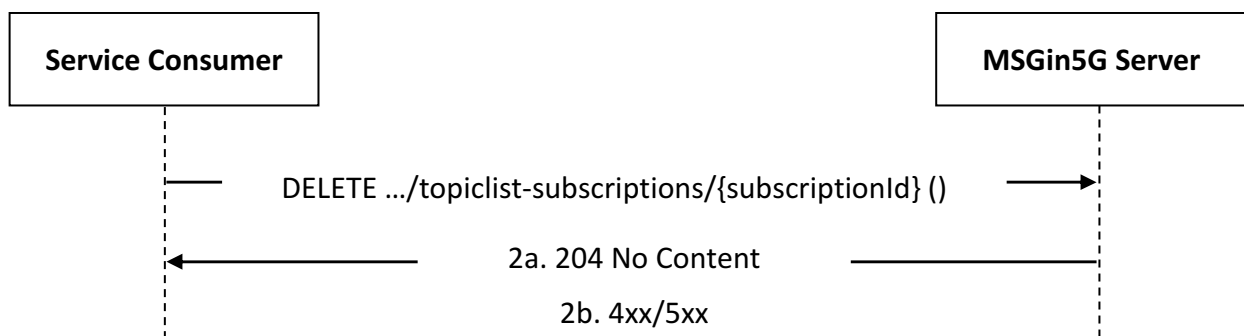 Service Consumer
MSGin5G Server
DELETE …/topiclist-subscriptions/{subscriptionId} ()
2a. 204 No Content
2b. 4xx/5xx